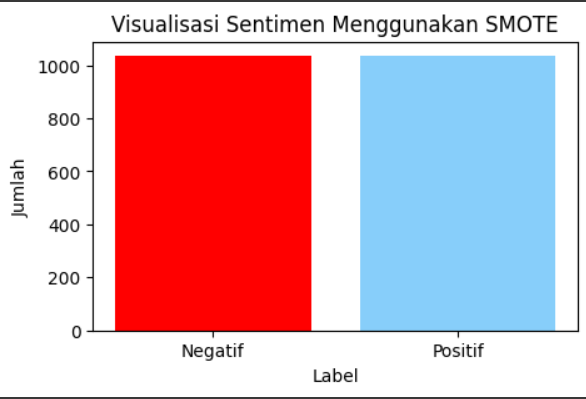 Visualisasi Sentimen Menggunakan SMOTE
1000
800
600
400
200
0
Jumlah
Negatif Positif
Label